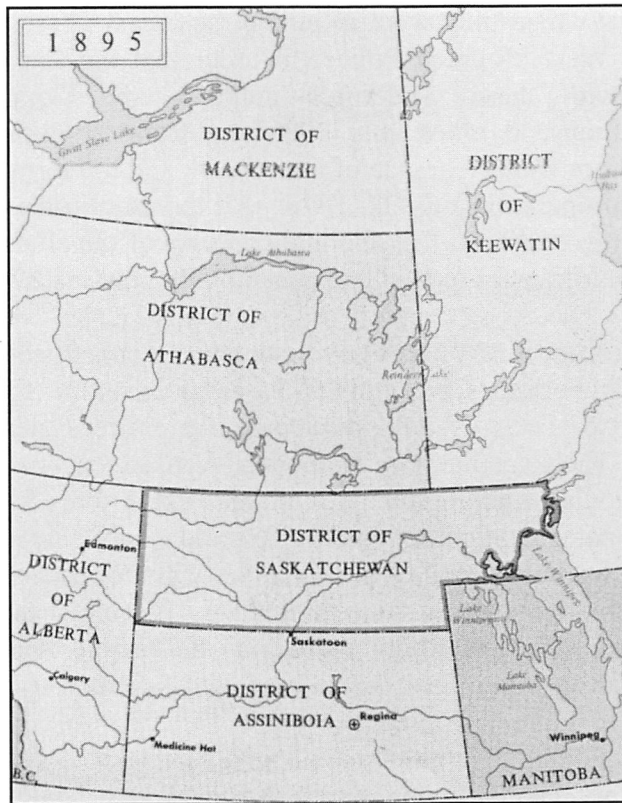 1895
Great Slave Lake
DISTRICT OF
MACKENZIE
DISTRICT
OF
KEEWATIN
Lake Athabasca
DISTRICT OF
ATHABASCA
Reindeer Lake
DISTRICT OF
SASKATCHEWAN
Edmonton
DISTRICT
OF
ALBERTA
Lake Winnipeg
Lake
Saskatoon
Calgary
Lake
Manitoba
DISTRICT OF
ASSINIBOIA
Regina
Medicine Hat
Winnipeg
B.C.
MANITOBA